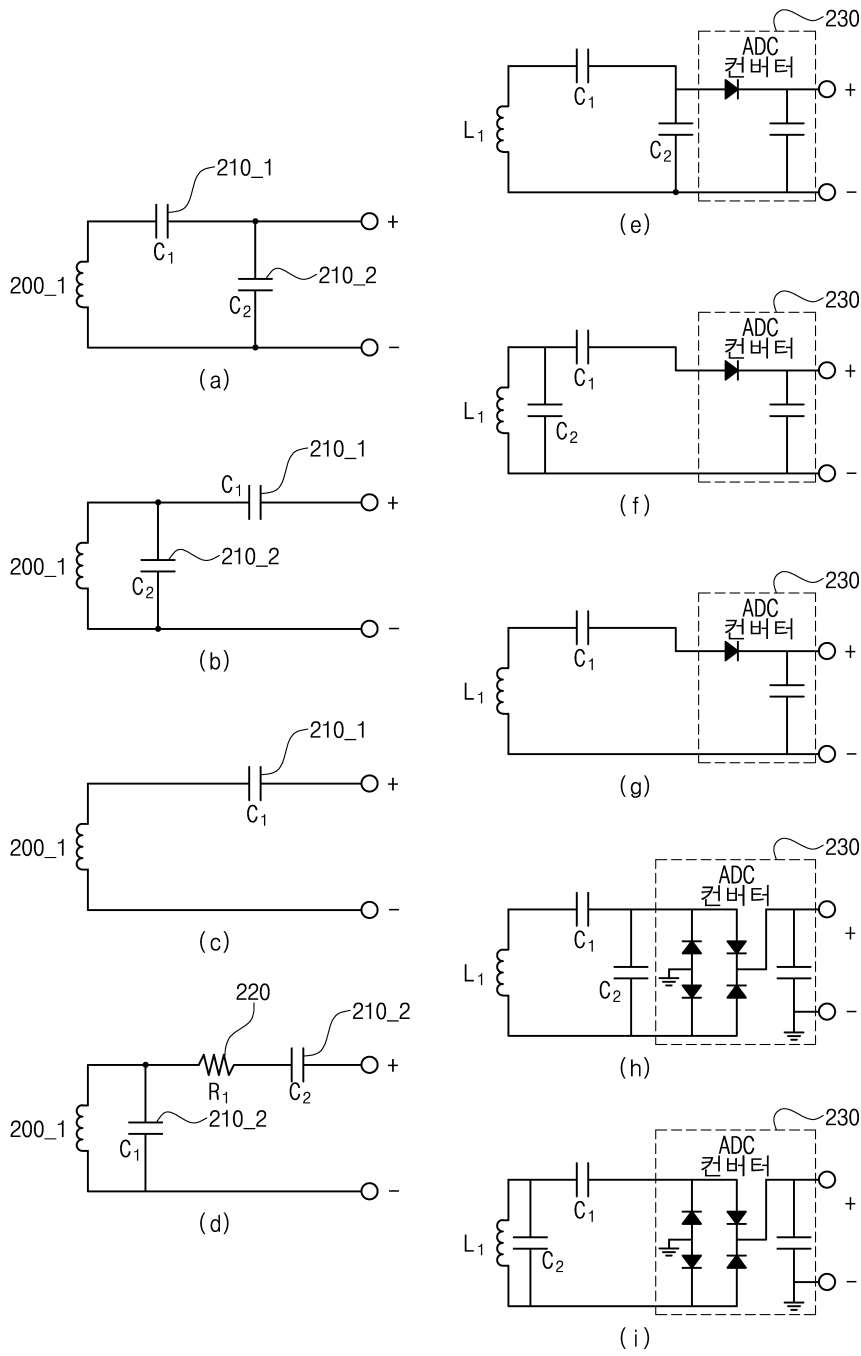 210_1
200_1
C₁
210_2
C₂
+
−
(a)
210_1
C₁
200_1
210_2
C₂
+
−
(b)
210_1
200_1
C₁
+
−
(c)
220
210_2
R₁
C₂
200_1
210_2
C₁
+
−
(d)
230
ADC
컨버터
C₁
L₁
C₂
+
−
(e)
230
ADC
컨버터
C₁
L₁
C₂
+
−
(f)
230
ADC
컨버터
C₁
L₁
+
−
(g)
230
ADC
컨버터
C₁
L₁
C₂
+
−
(h)
230
ADC
컨버터
C₁
L₁
C₂
+
−
(i)